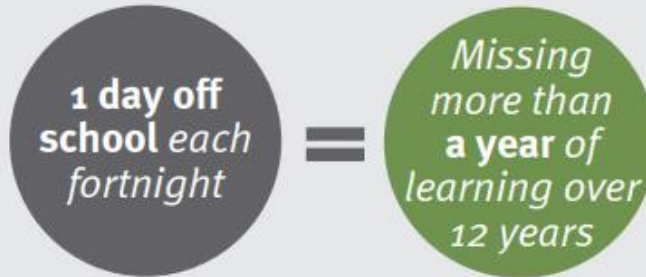 1 day off
school each
fortnight
=
Missing
more than
a year of
learning over
12 years